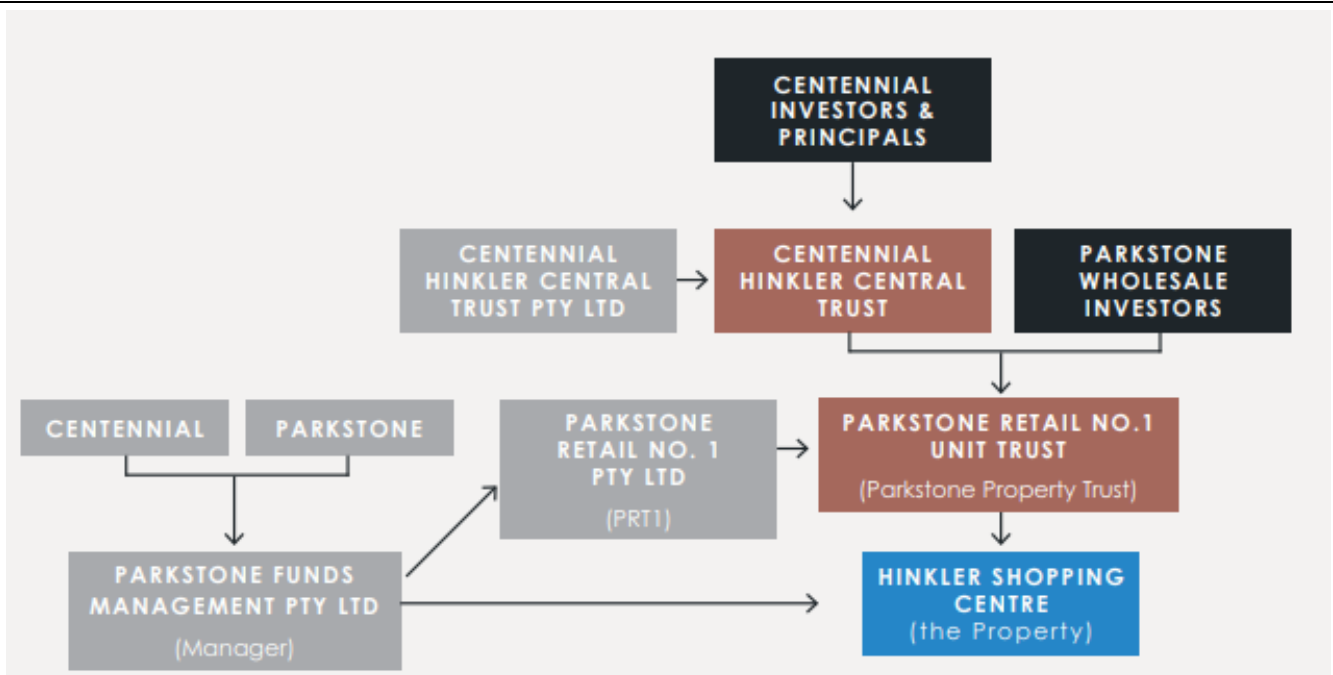 CENTENNIAL
INVESTORS &
PRINCIPALS
CENTENNIAL
HINKLER CENTRAL
TRUST PTY LTD
CENTENNIAL
HINKLER CENTRAL
TRUST
PARKSTONE
WHOLESALE
INVESTORS
CENTENNIAL
PARKSTONE
PARKSTONE
RETAIL NO. 1
PTY LTD
(PRT1)
PARKSTONE RETAIL NO.1
UNIT TRUST
(Parkstone Property Trust)
PARKSTONE FUNDS
MANAGEMENT PTY LTD
(Manager)
HINKLER SHOPPING
CENTRE
(the Property)